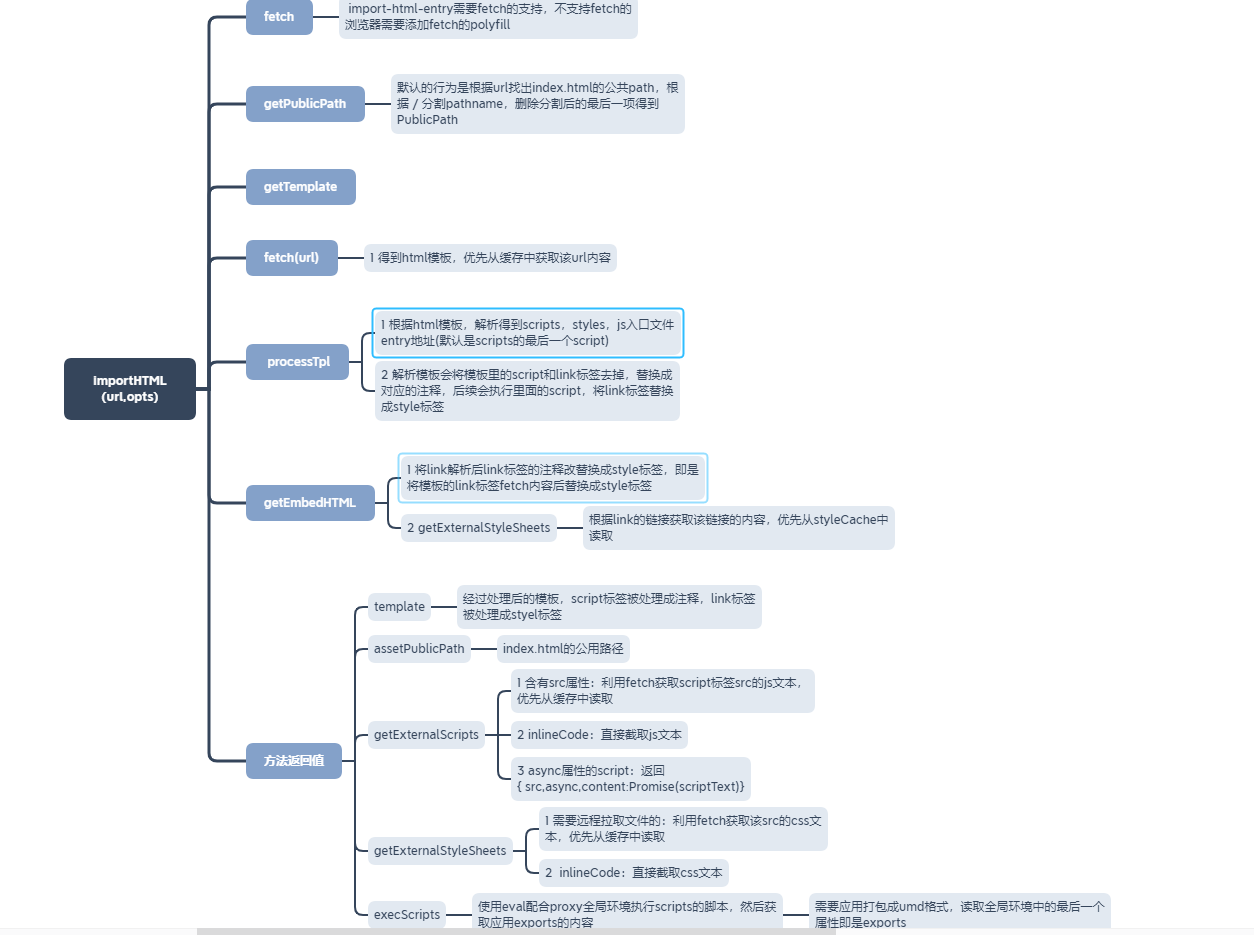 importHTML
(url,opts)
fetch
import-html-entry需要fetch的支持，不支持fetch的
浏览器需要添加fetch的polyfill
getPublicPath
默认的行为是根据url找出index.html的公共path，根
据 / 分割pathname，删除分割后的最后一项得到
PublicPath
getTemplate
fetch(url)
1 得到html模板，优先从缓存中获取该url内容
processTpl
1 根据html模板，解析得到scripts，styles，js入口文件
entry地址(默认是scripts的最后一个script)
2 解析模板会将模板里的script和link标签去掉，替换成
对应的注释，后续会执行里面的script，将link标签替换
成style标签
getEmbedHTML
1 将link解析后link标签的注释改替换成style标签，即是
将模板的link标签fetch内容后替换成style标签
2 getExternalStyleSheets
根据link的链接获取该链接的内容，优先从styleCache中
读取
方法返回值
template
经过处理后的模板，script标签被处理成注释，link标签
被处理成styel标签
assetPublicPath
index.html的公用路径
getExternalScripts
1 含有src属性：利用fetch获取script标签src的js文本，
优先从缓存中读取
2 inlineCode：直接截取js文本
3 async属性的script：返回
{ src,async,content:Promise(scriptText)}
getExternalStyleSheets
1 需要远程拉取文件的：利用fetch获取该src的css文
本，优先从缓存中读取
2  inlineCode：直接截取css文本
execScripts
使用eval配合proxy全局环境执行scripts的脚本，然后获
取应用exports的内容
需要应用打包成umd格式，读取全局环境中的最后一个
属性即是exports